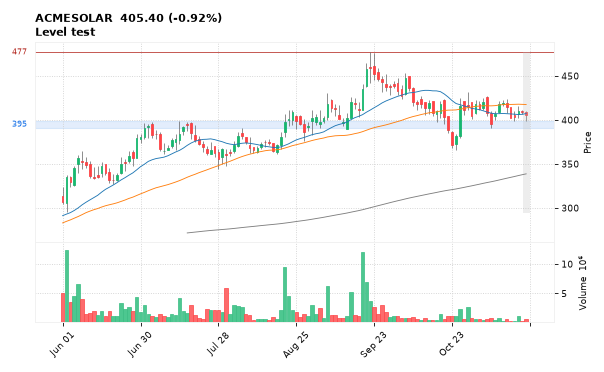 ACMESOLAR 405.40 (-0.92%)
Level test
477
450
400
395
350
300
Price
10
5
Volume 10⁶
Jun 01
Jun 30
Jul 28
Aug 25
Sep 23
Oct 23